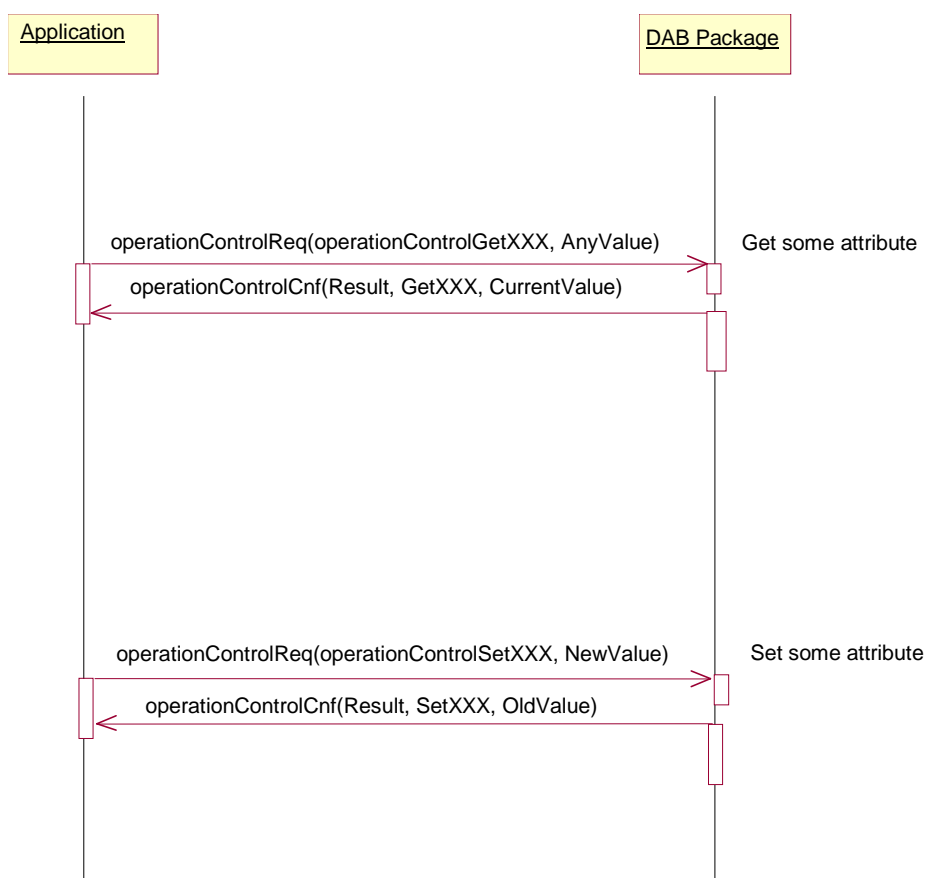 Application
DAB Package
operationControlReq(operationControlGetXXX, AnyValue)
Get some attribute
operationControlCnf(Result, GetXXX, CurrentValue)
operationControlReq(operationControlSetXXX, NewValue)
Set some attribute
operationControlCnf(Result, SetXXX, OldValue)